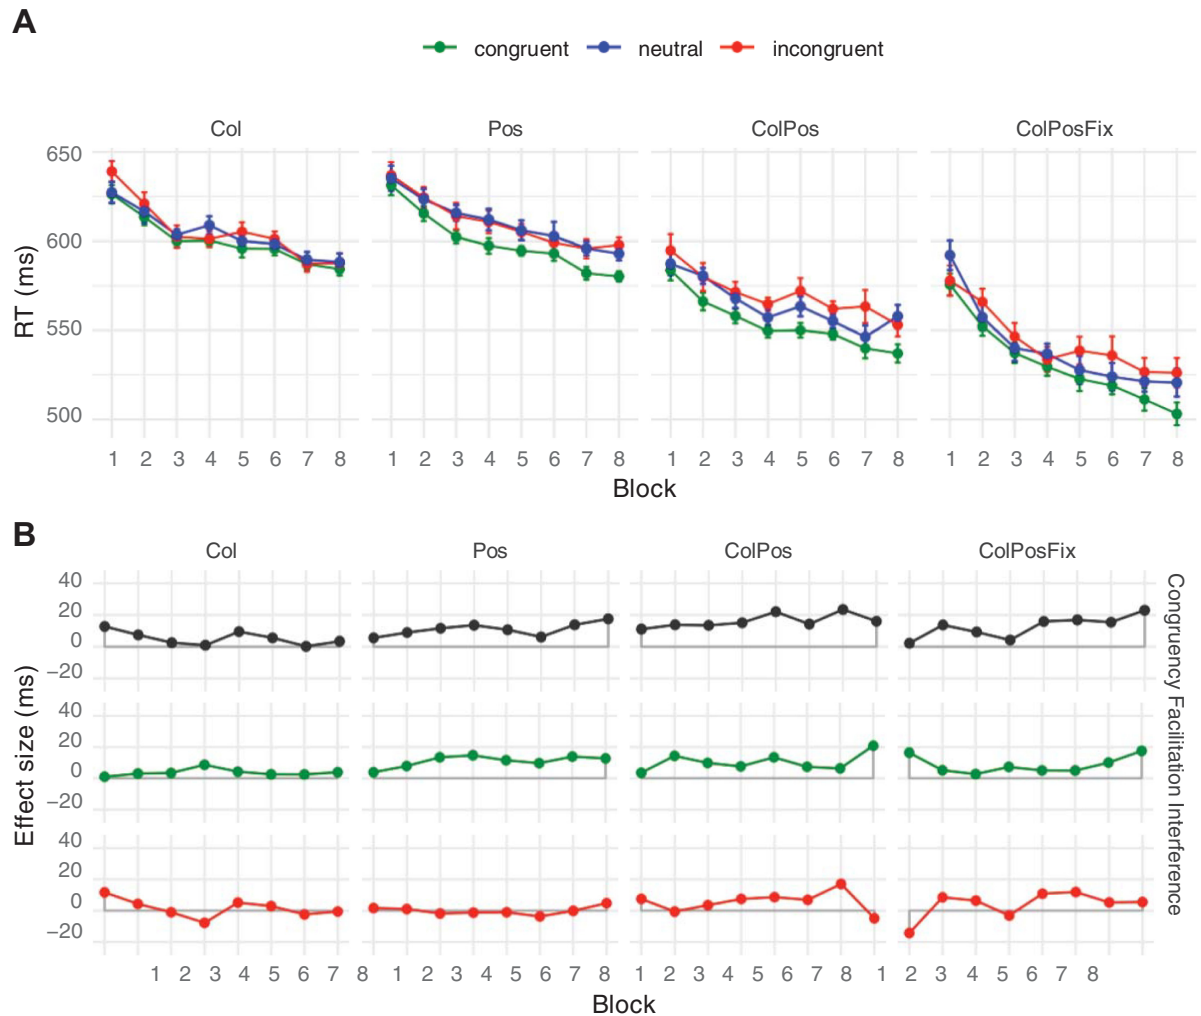 A
congruent neutral incongruent
Col Pos ColPos ColPosFix
650
600
550
500
RT (ms)
1 2 3 4 5 6 7 8 1 2 3 4 5 6 7 8 1 2 3 4 5 6 7 8 1 2 3 4 5 6 7 8
Block
B
Col Pos ColPos ColPosFix
40
20
0
−20
40
20
0
−20
40
20
0
−20
Effect size (ms)
Congruency Facilitation Interference
1 2 3 4 5 6 7 8 1 2 3 4 5 6 7 8 1 2 3 4 5 6 7 8 1 2 3 4 5 6 7 8
Block